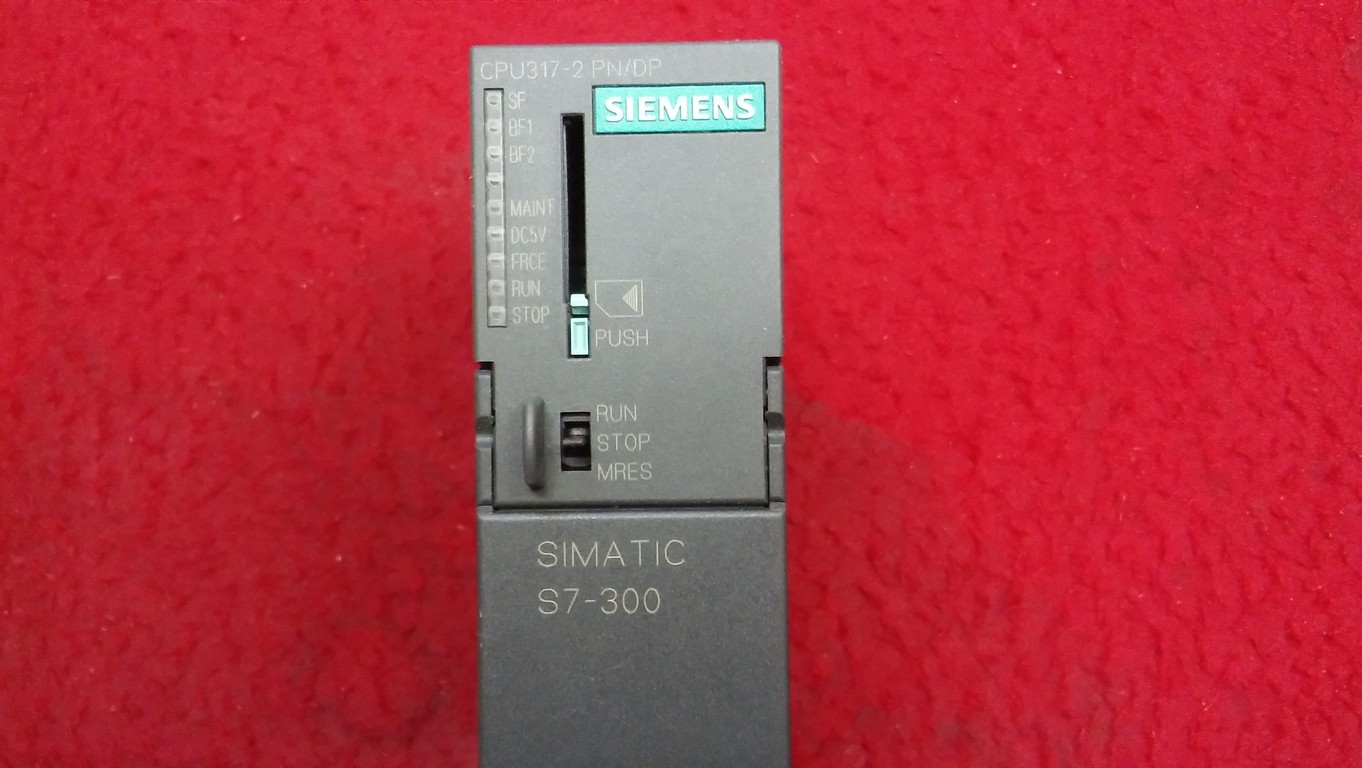 CPU317-2 PN/DP
SIEMENS
SF
BF1
BF2
MAINT
DC5V
FRCE
RUN
STOP
PUSH
RUN
STOP
MRES
SIMATIC
S7-300